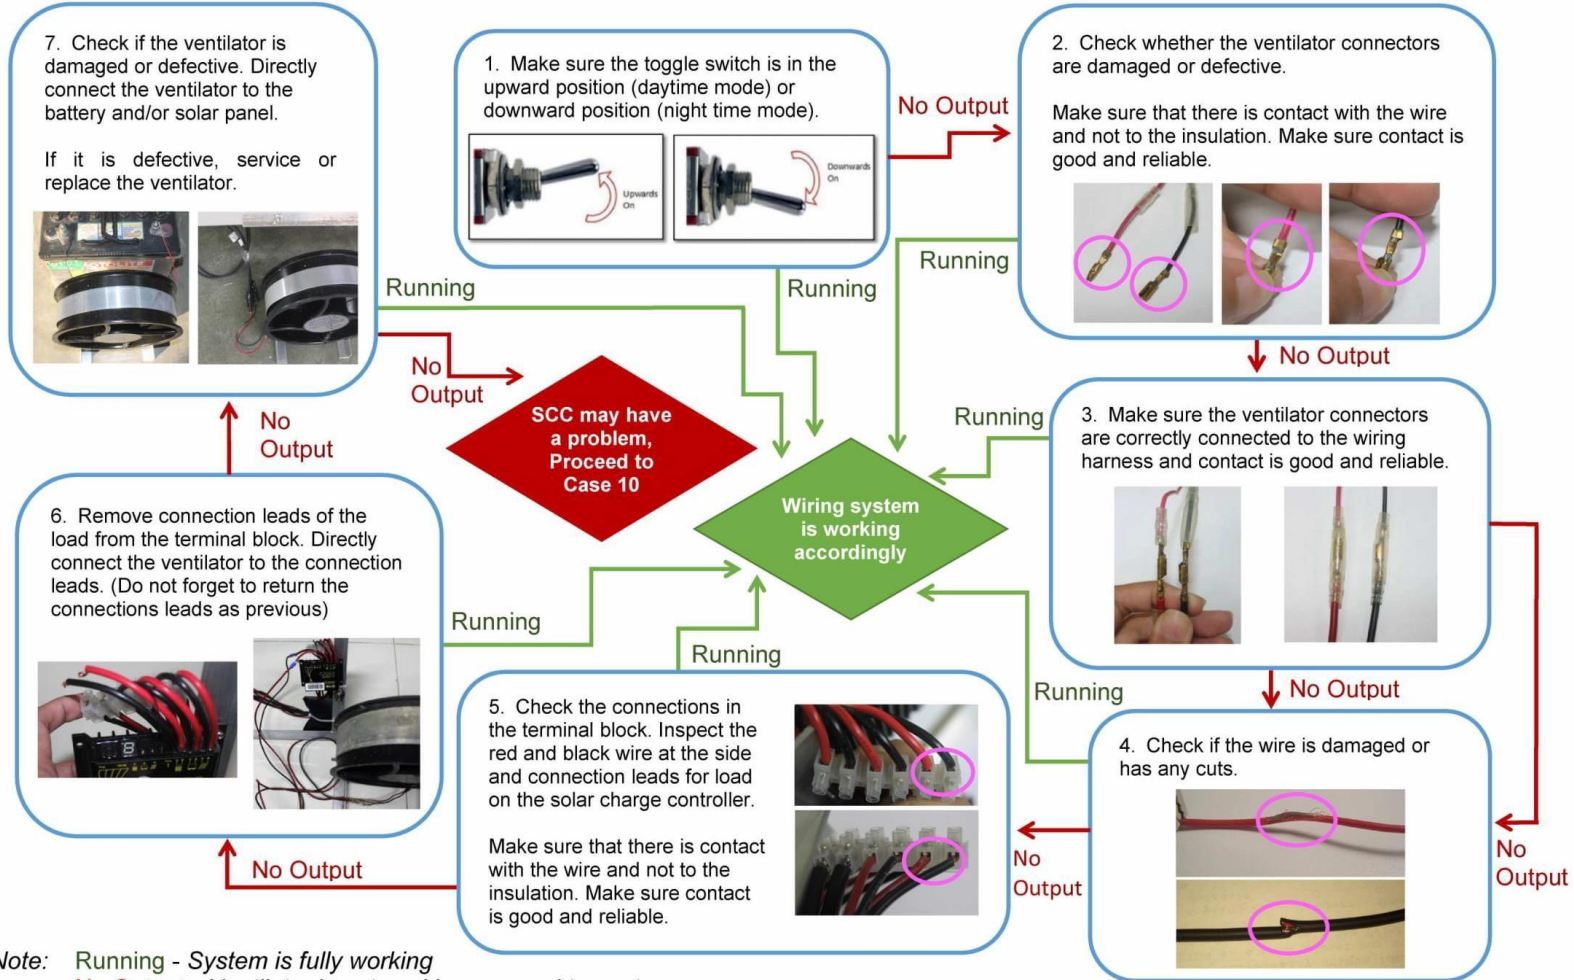 7. Check if the ventilator is
damaged or defective. Directly
connect the ventilator to the
battery and/or solar panel.
If it is defective, service or
replace the ventilator.
1. Make sure the toggle switch is in the
upward position (daytime mode) or
downward position (night time mode).
Upwards
On
Downwards
On
No Output
2. Check whether the ventilator connectors
are damaged or defective.
Make sure that there is contact with the wire
and not to the insulation. Make sure contact is
good and reliable.
Running
Running
Running
No
Output
No Output
No
Output
SCC may have
a problem,
Proceed to
Case 10
Running
3. Make sure the ventilator connectors
are correctly connected to the wiring
harness and contact is good and reliable.
Wiring system
is working
accordingly
6. Remove connection leads of the
load from the terminal block. Directly
connect the ventilator to the connection
leads. (Do not forget to return the
connections leads as previous)
8
Running
Running
Running
No Output
5. Check the connections in
the terminal block. Inspect the
red and black wire at the side
and connection leads for load
on the solar charge controller.
Make sure that there is contact
with the wire and not to the
insulation. Make sure contact
is good and reliable.
4. Check if the wire is damaged or
has any cuts.
No Output
No
Output
No
Output
Note: Running - System is fully working